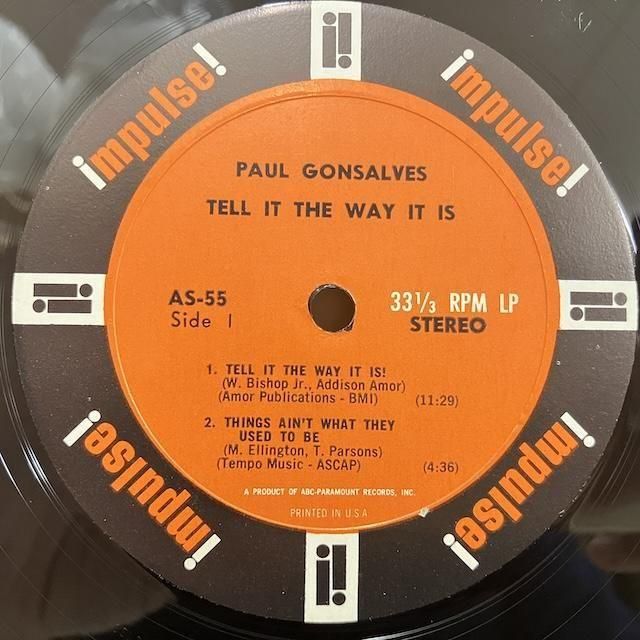 impulse!
impulse!
PAUL GONSALVES
TELL IT THE WAY IT IS
AS-55
Side 1
33 1/3 RPM LP
STEREO
1. TELL IT THE WAY IT IS!
(W. Bishop Jr., Addison Amor)
(Amor Publications - BMI) (11:29)
2. THINGS AIN'T WHAT THEY
USED TO BE
(M. Ellington, T. Parsons)
(Tempo Music - ASCAP) (4:36)
A PRODUCT OF ABC-PARAMOUNT RECORDS, INC.
PRINTED IN U.S.A
impulse!
impulse!